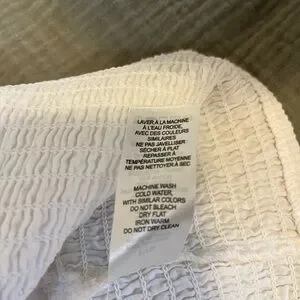 LAVER À LA MACHINE
À L'EAU FROIDE,
AVEC DES COULEURS
SIMILAIRES
NE PAS JAVELLISER
SÉCHER À PLAT
REPASSER À
TEMPÉRATURE MOYENNE
NE PAS NETTOYER À SEC
MACHINE WASH
COLD WATER,
WITH SIMILAR COLORS
DO NOT BLEACH
DRY FLAT
IRON WARM
DO NOT DRY CLEAN